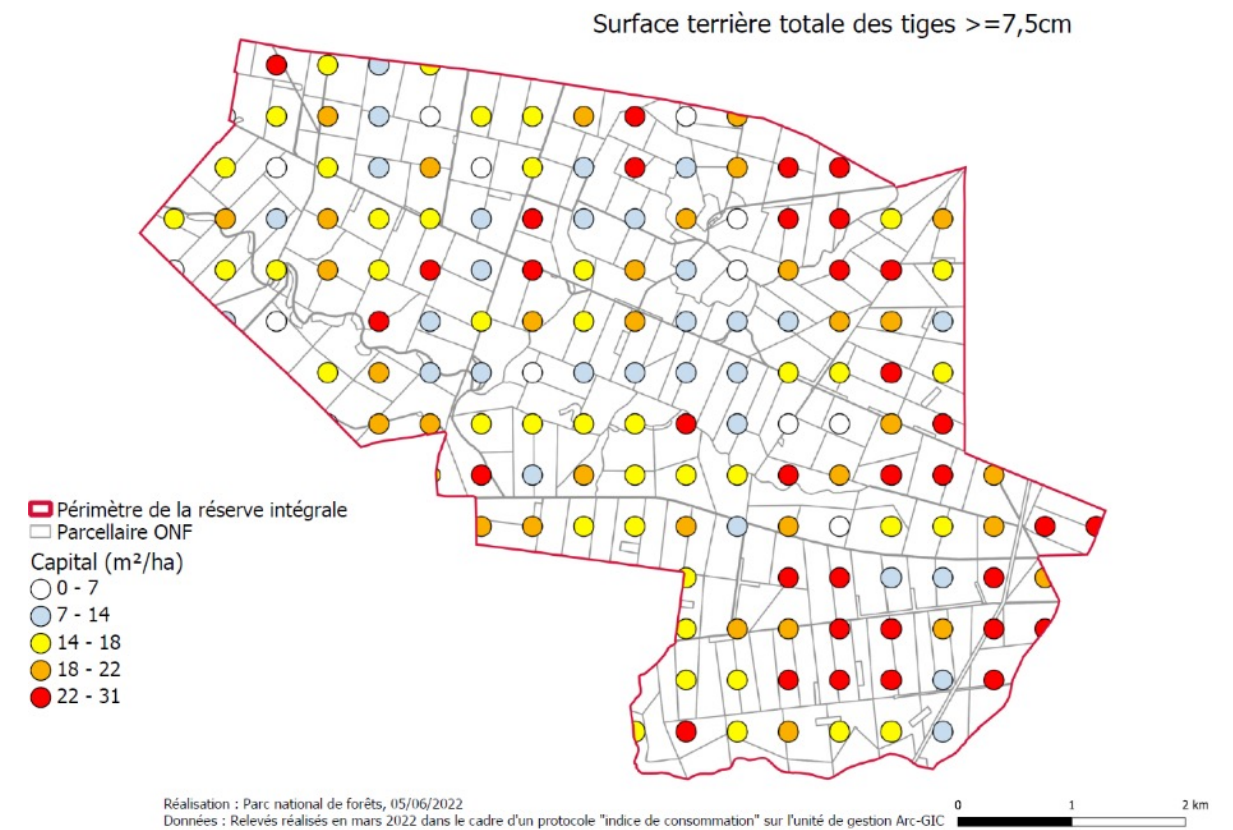 Surface terrière totale des tiges >=7,5cm
Périmètre de la réserve intégrale
Parcellaire ONF
Capital (m²/ha)
0 - 7
7 - 14
14 - 18
18 - 22
22 - 31
Réalisation : Parc national de forêts, 05/06/2022
Données : Relevés réalisés en mars 2022 dans le cadre d'un protocole "indice de consommation" sur l'unité de gestion Arc-GIC
0 1 2 km